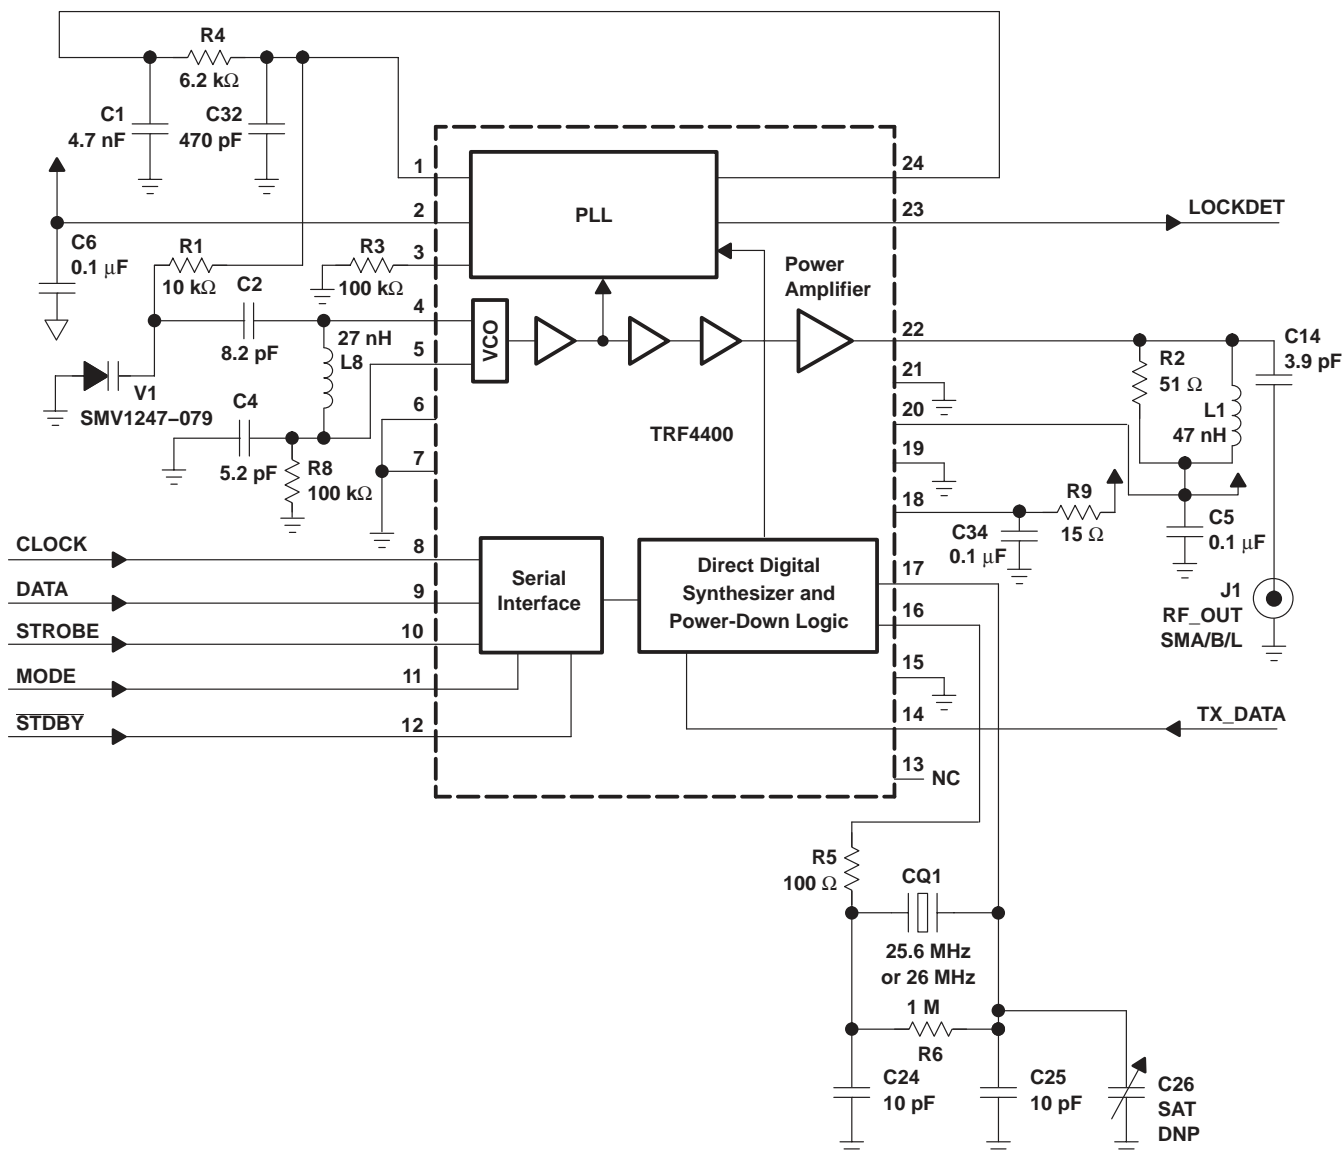 R4
6.2 kΩ
C1
4.7 nF
C32
470 pF
1
24
PLL
2
23
LOCKDET
C6
0.1 μF
R1
10 kΩ
R3
100 kΩ
3
Power
Amplifier
C2
8.2 pF
4
27 nH
L8
5
VCO
22
C14
3.9 pF
R2
51 Ω
21
V1
SMV1247–079
C4
5.2 pF
6
20
L1
47 nH
TRF4400
R8
100 kΩ
7
19
18
R9
15 Ω
C34
0.1 μF
C5
0.1 μF
CLOCK
8
Serial
Interface
Direct Digital
Synthesizer and
Power-Down Logic
17
DATA
9
16
J1
RF_OUT
SMA/B/L
STROBE
10
15
MODE
11
STDBY
12
14
TX_DATA
13
NC
R5
100 Ω
CQ1
25.6 MHz
or 26 MHz
1 M
R6
C24
10 pF
C25
10 pF
C26
SAT
DNP